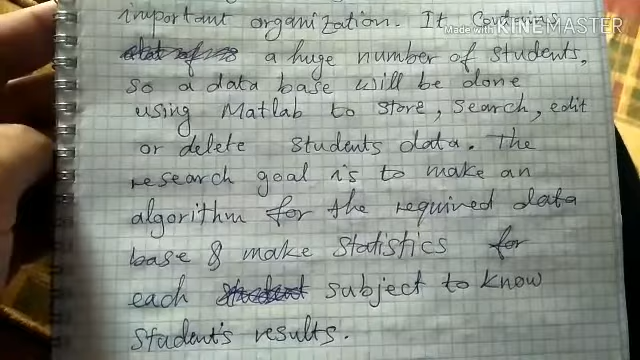 important organization. It contains
a huge number of students,
so a data base will be done
using Matlab to store, search, edit
or delete students data. The
research goal is to make an
algorithm for the required data
base & make statistics for
each subject to know
student's results.
Made with KINEMASTER